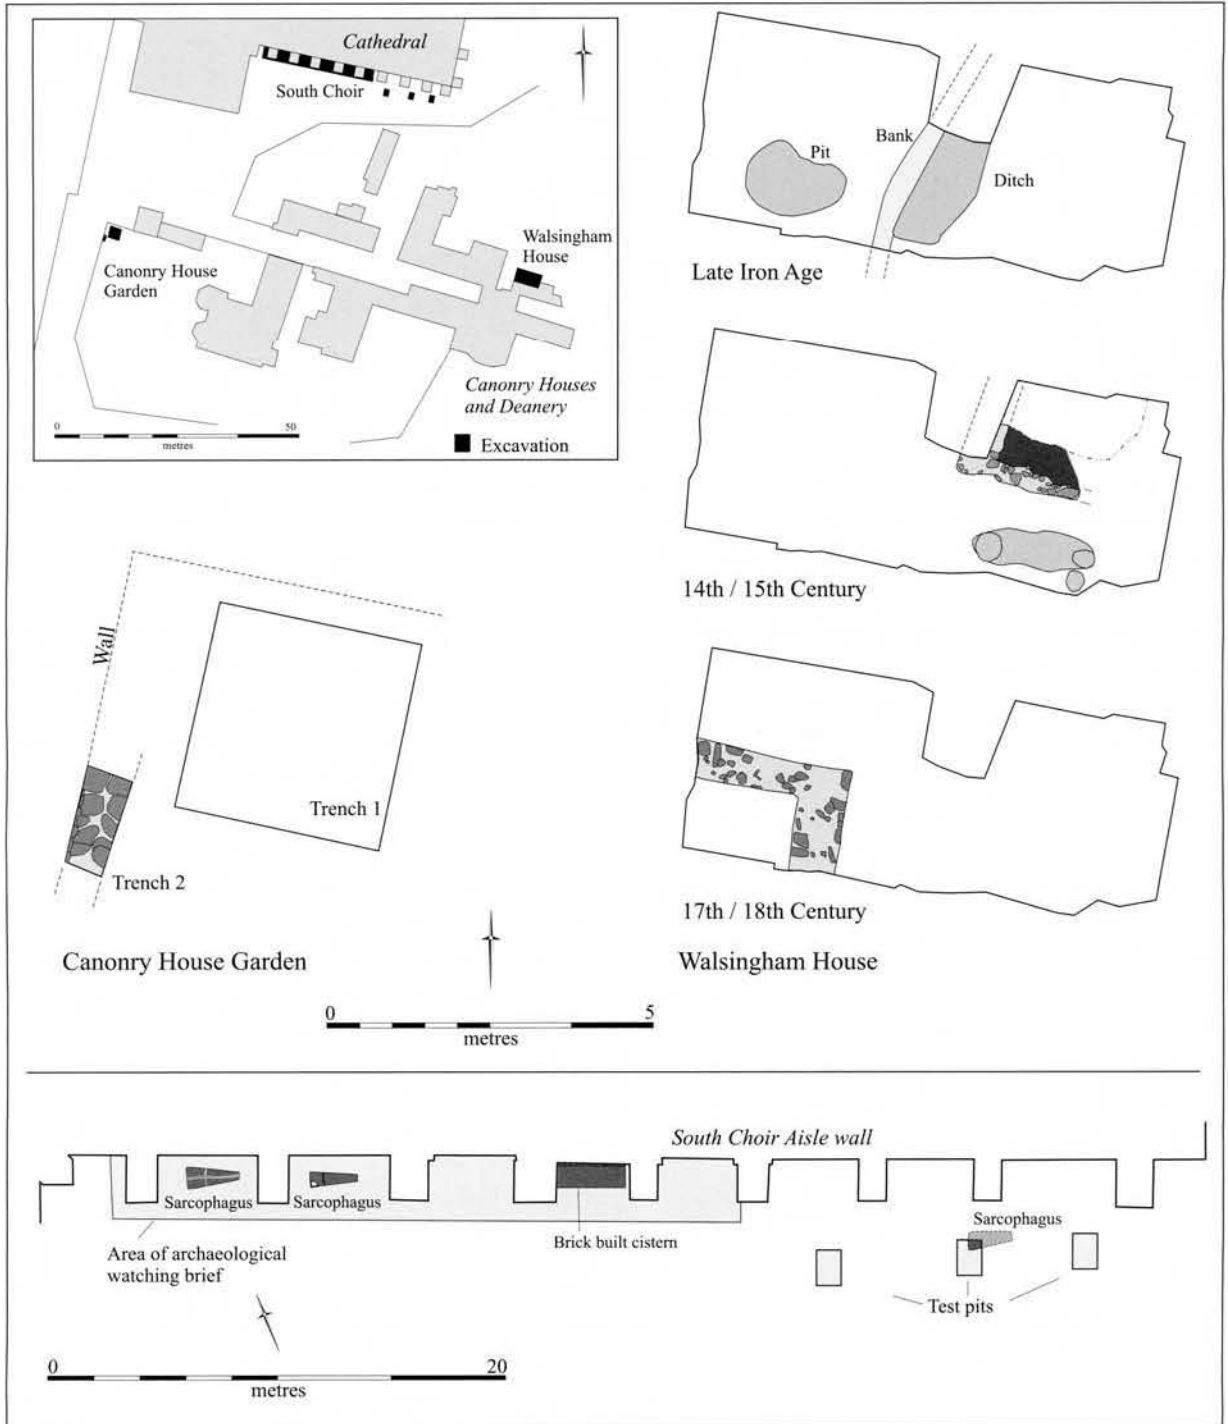 Cathedral
South Choir
Walsingham
House
Canonry House
Garden
Canonry Houses
and Deanery
0 50
metres
Excavation
Bank
Pit
Ditch
Late Iron Age
14th / 15th Century
17th / 18th Century
Walsingham House
Wall
Trench 1
Trench 2
Canonry House Garden
0 5
metres
South Choir Aisle wall
Sarcophagus
Sarcophagus
Sarcophagus
Area of archaeological
watching brief
Brick built cistern
Test pits
0 20
metres